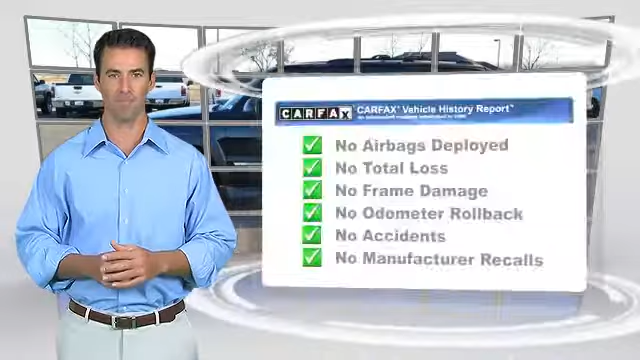 CARFAX CARFAX Vehicle History Report™
No Airbags Deployed
No Total Loss
No Frame Damage
No Odometer Rollback
No Accidents
No Manufacturer Recalls